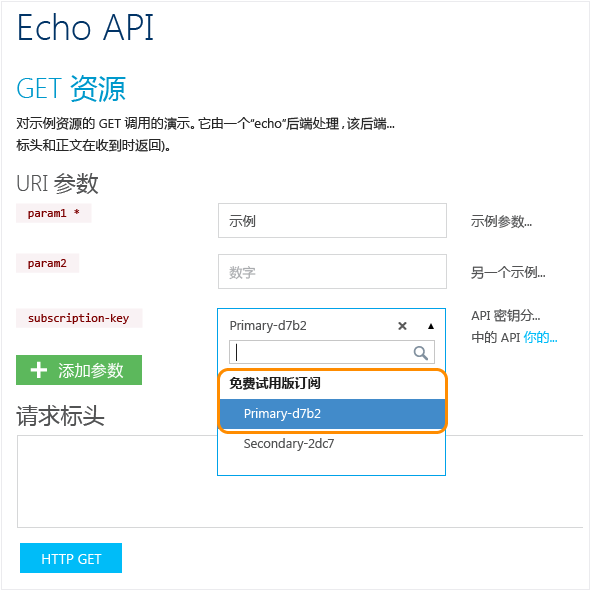 Echo API
GET 资源
对示例资源的 GET 调用的演示。它由一个"echo"后端处理 , 该后端...
标头和正文在收到时返回)。
URI 参数
param1 *
示例
示例参数...
param2
数字
另一个示例...
subscription-key
Primary-d7b2
API 密钥分...
中的 API 你的...
添加参数
免费试用版订阅
Primary-d7b2
Secondary-2dc7
请求标头
HTTP GET